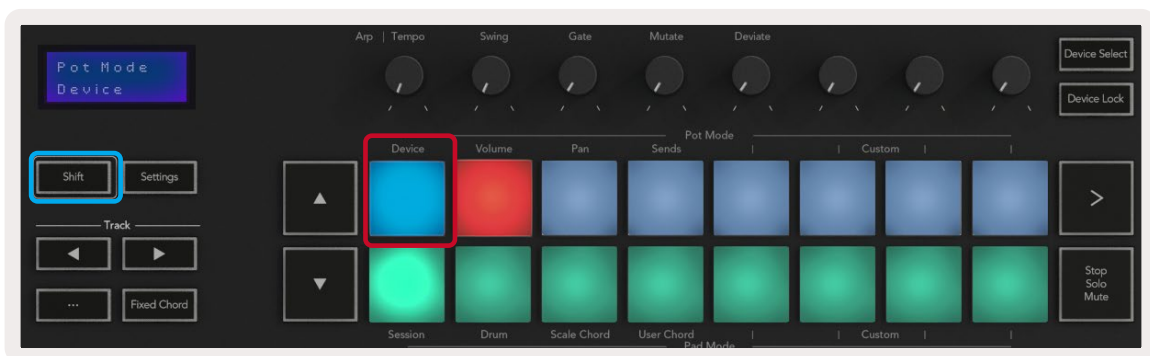 Arp | Tempo Swing Gate Mutate Deviate
Pot Mode
Device
Device Select
Device Lock
Pot Mode
Device Volume Pan Sends | | Custom | |
Shift Settings
▲ >
Track
◀ ▶
▼
Stop
Solo
Mute
... Fixed Chord
Session Drum Scale Chord User Chord | | Custom | |
Pad Mode